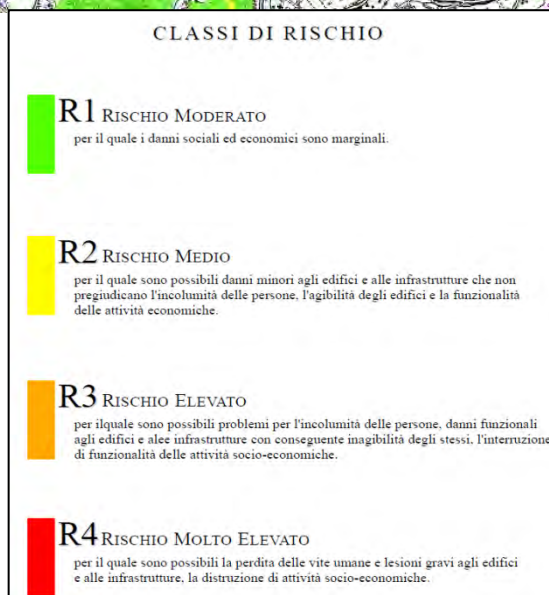 CLASSI DI RISCHIO
R1 RISCHIO MODERATO
per il quale i danni sociali ed economici sono marginali.
R2 RISCHIO MEDIO
per il quale sono possibili danni minori agli edifici e alle infrastrutture che non
pregiudicano l'incolumità delle persone, l'agibilità degli edifici e la funzionalità
delle attività economiche.
R3 RISCHIO ELEVATO
per ilquale sono possibili problemi per l'incolumità delle persone, danni funzionali
agli edifici e alee infrastrutture con conseguente inagibilità degli stessi, l'interruzione
di funzionalità delle attività socio-economiche.
R4 RISCHIO MOLTO ELEVATO
per il quale sono possibili la perdita delle vite umane e lesioni gravi agli edifici
e alle infrastrutture, la distruzione di attività socio-economiche.